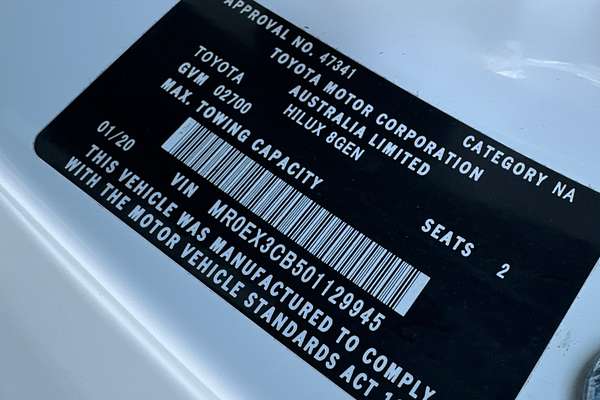 APPROVAL NO. 47341 CATEGORY NA
TOYOTA MOTOR CORPORATION
AUSTRALIA LIMITED
TOYOTA HILUX 8GEN
GVM 02700 SEATS 2
MAX. TOWING CAPACITY
01/20 VIN MR0EX3CB501129945
THIS VEHICLE WAS MANUFACTURED TO COMPLY
WITH THE MOTOR VEHICLE STANDARDS ACT